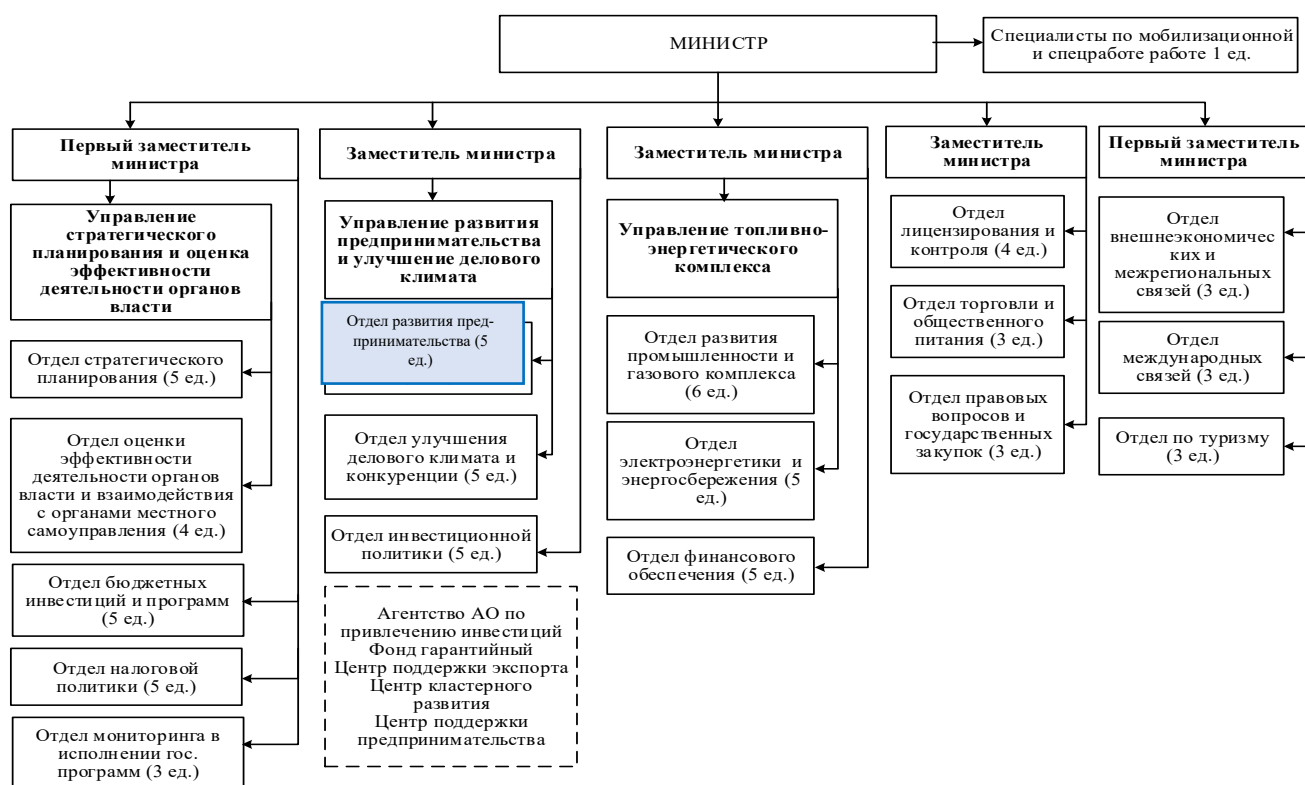 МИНИСТР
Специалисты по мобилизационной
и спецработе работе 1 ед.
Первый заместитель
министра
Управление
стратегического
планирования и оценка
эффективности
деятельности органов
власти
Отдел стратегического
планирования (5 ед.)
Отдел оценки
эффективности
деятельности органов
власти и взаимодействия
с органами местного
самоуправления (4 ед.)
Отдел бюджетных
инвестиций и программ
(5 ед.)
Отдел налоговой
политики (5 ед.)
Отдел мониторинга в
исполнении гос.
программ (3 ед.)
Заместитель министра
Управление развития
предпринимательства
и улучшение делового
климата
Отдел развития пред-
принимательства (5
ед.)
Отдел улучшения
делового климата и
конкуренции (5 ед.)
Отдел инвестиционной
политики (5 ед.)
Агентство АО по
привлечению инвестиций
Фонд гарантийный
Центр поддержки экспорта
Центр кластерного
развития
Центр поддержки
предпринимательства
Заместитель министра
Управление топливно-
энергетического
комплекса
Отдел развития
промышленности и
газового комплекса
(6 ед.)
Отдел
электроэнергетики и
энергосбережения (5
ед.)
Отдел финансового
обеспечения (5 ед.)
Заместитель
министра
Отдел
лицензирования и
контроля (4 ед.)
Отдел торговли и
общественного
питания (3 ед.)
Отдел правовых
вопросов и
государственных
закупок (3 ед.)
Первый заместитель
министра
Отдел
внешнеэкономичес
ких и
межрегиональных
связей (3 ед.)
Отдел
международных
связей (3 ед.)
Отдел по туризму
(3 ед.)